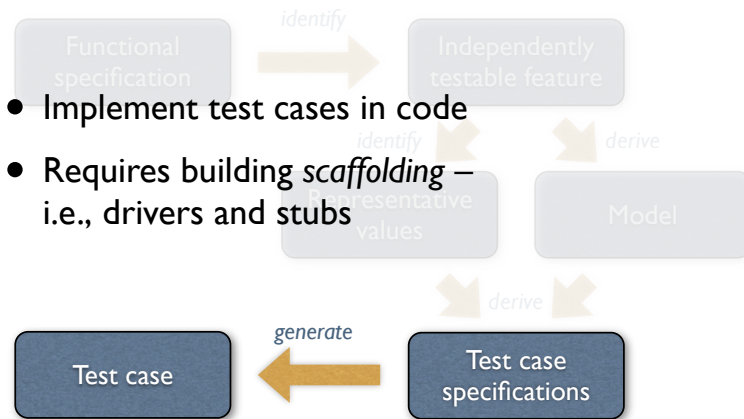 identify
Functional
specification
Independently
testable feature
• Implement test cases in code
identify
derive
• Requires building scaffolding –
i.e., drivers and stubs
Representative
values
Model
derive
generate
Test case
Test case
specifications